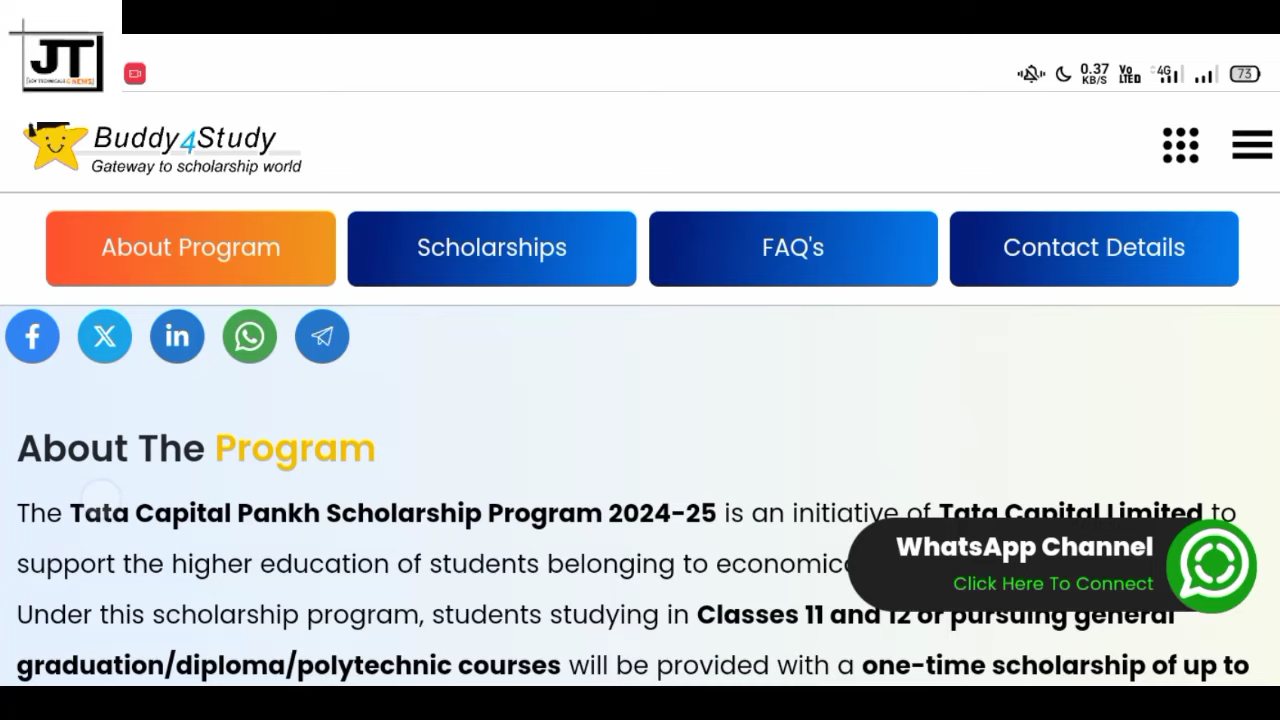 JT
0.37 KB/S
Vo LTED
4G
73
Buddy4Study
Gateway to scholarship world
About Program
Scholarships
FAQ's
Contact Details
About The Program
The Tata Capital Pankh Scholarship Program 2024-25 is an initiative of Tata Capital Limited to
support the higher education of students belonging to
WhatsApp Channel
Click Here To Connect
Under this scholarship program, students studying in Classes 11 and 12 or pursuing general
graduation/diploma/polytechnic courses will be provided with a one-time scholarship of up to